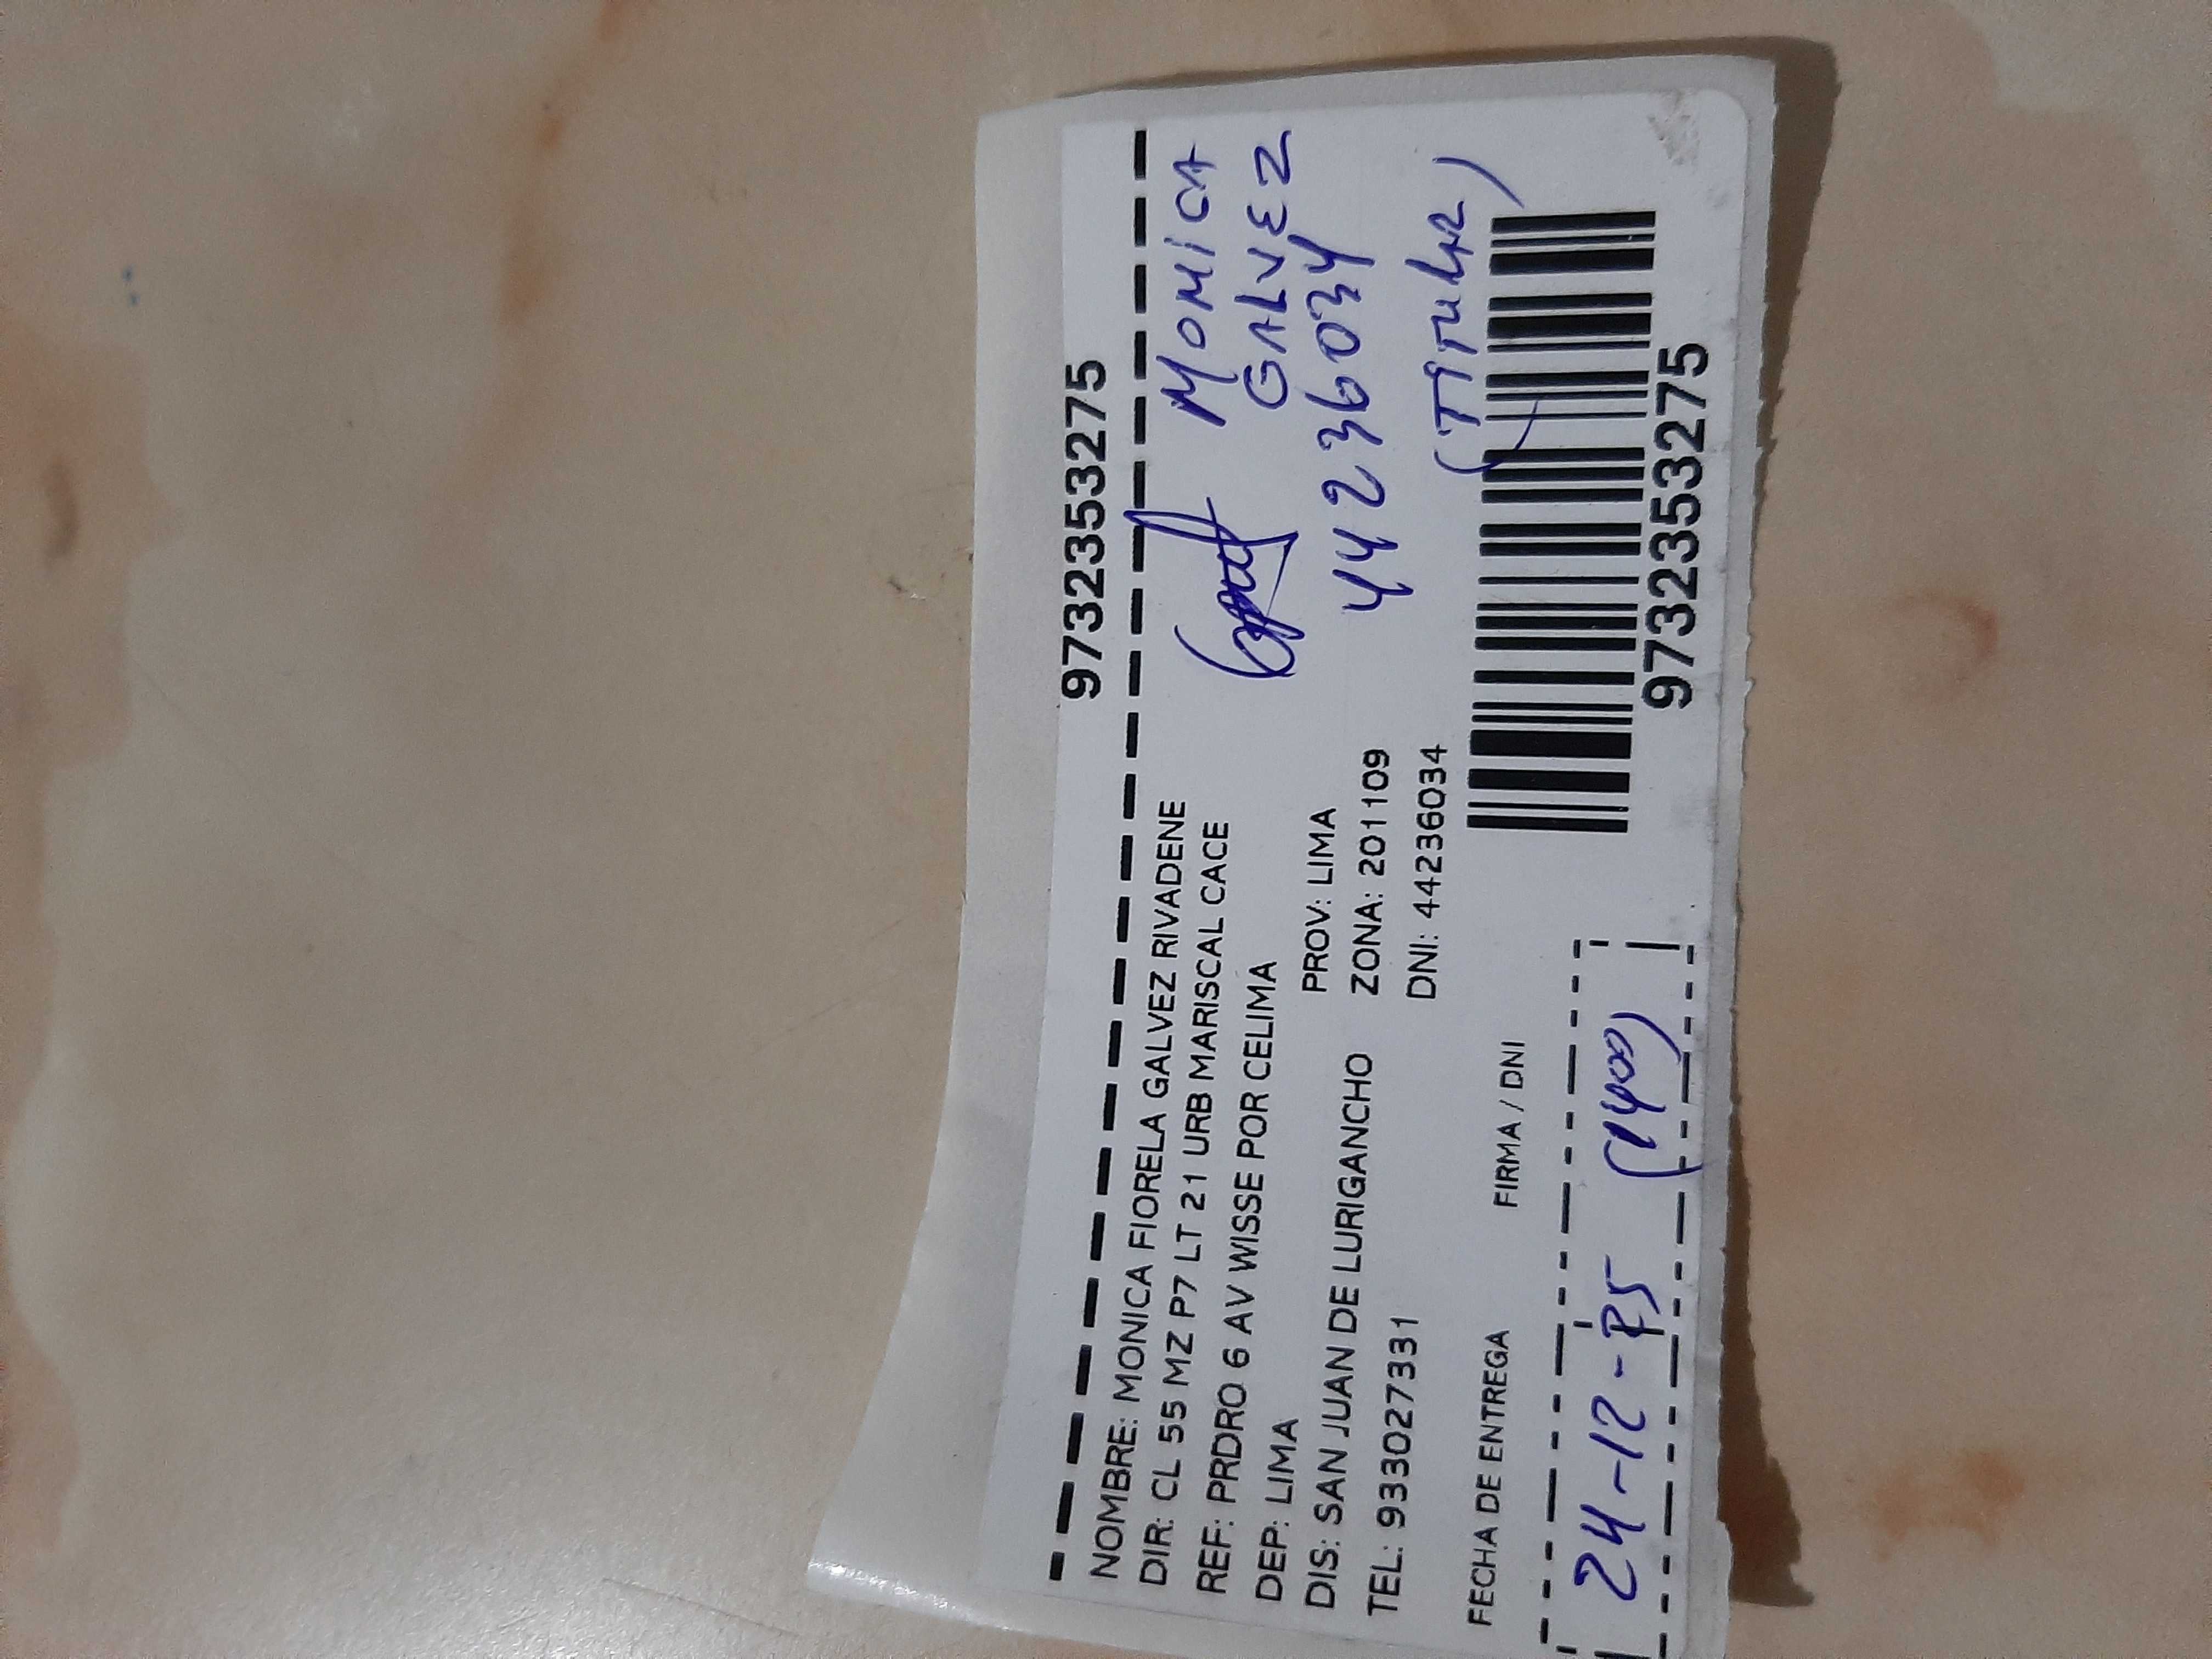 9732353275
NOMBRE: MONICA FIORELA GALVEZ RIVADENE
DIR: CL 55 MZ P7 LT 21 URB MARISCAL CACE
REF: PRDRO 6 AV WISSE POR CELIMA
DEP: LIMA
PROV: LIMA
DIS: SAN JUAN DE LURIGANCHO
ZONA: 201109
TEL: 933027331
DNI: 44236034
MONICA
GALVEZ
44236034
(TITULAR)
FECHA DE ENTREGA
FIRMA / DNI
24-12-25 (1400)
9732353275